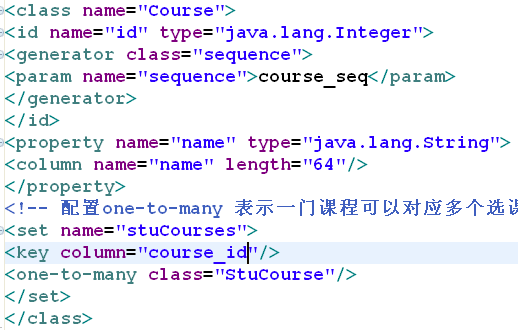 <class name="Course">
<id name="id" type="java.lang.Integer">
<generator class="sequence">
<param name="sequence">course_seq</param>
</generator>
</id>
<property name="name" type="java.lang.String">
<column name="name" length="64"/>
</property>
<!-- 配置one-to-many 表示一门课程可以对应多个选课
<set name="stuCourses">
<key column="course_id"/>
<one-to-many class="StuCourse"/>
</set>
</class>